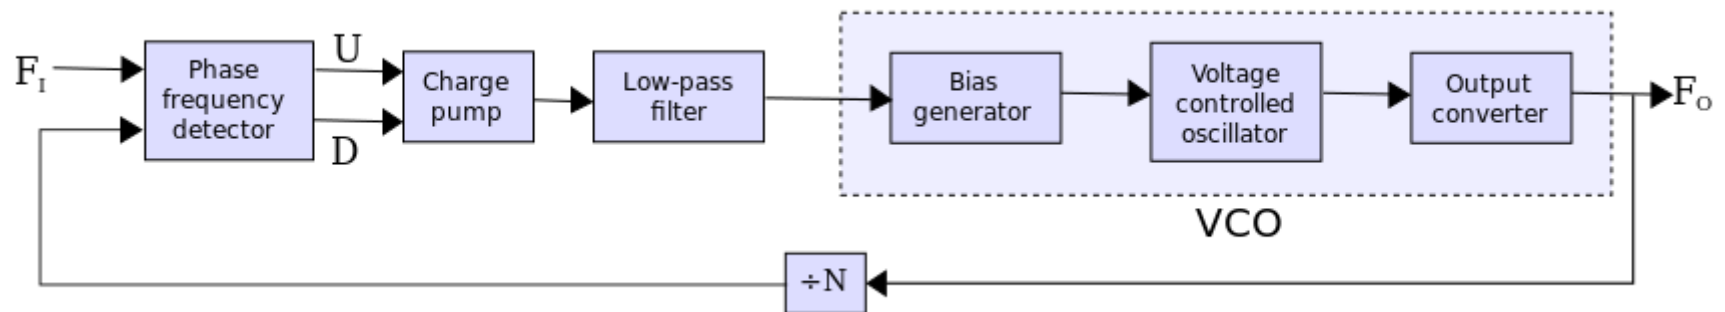 F_I
Phase
frequency
detector
U
D
Charge
pump
Low-pass
filter
Bias
generator
Voltage
controlled
oscillator
Output
converter
F_O
VCO
÷N